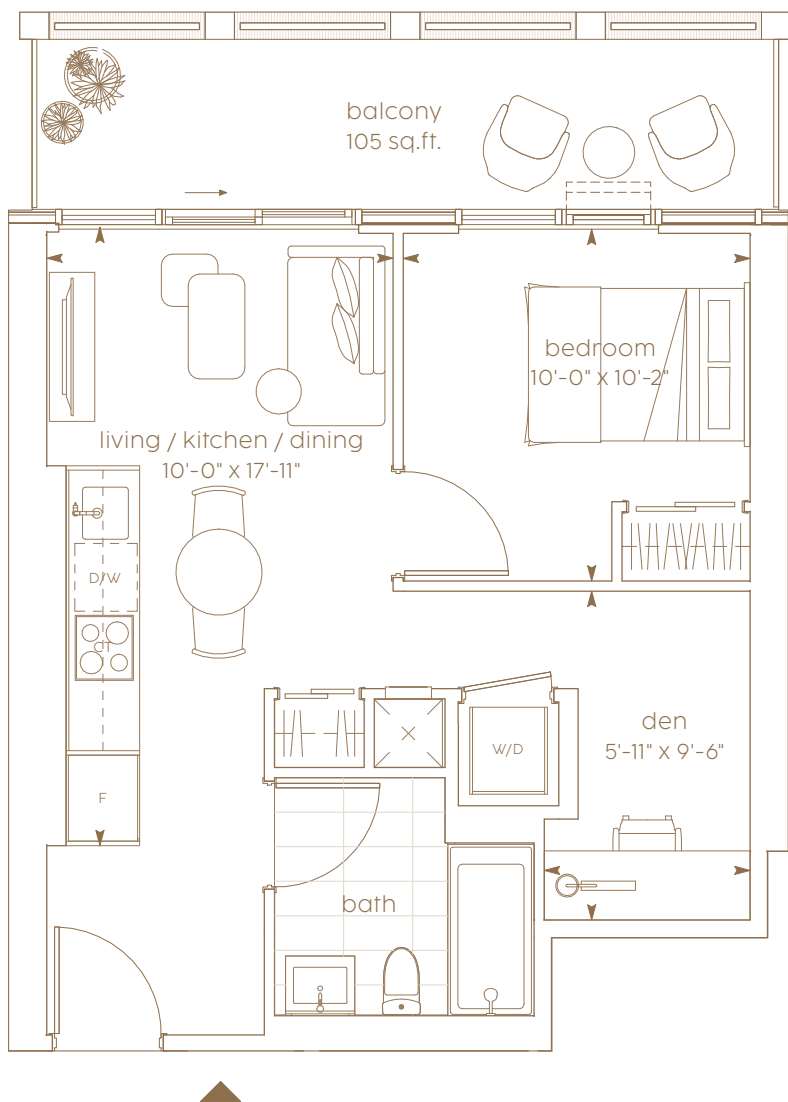 balcony
105 sq.ft.
bedroom
10'-0" x 10'-2"
living / kitchen / dining
10'-0" x 17'-11"
D/W
CT
den
5'-11" x 9'-6"
W/D
F
bath